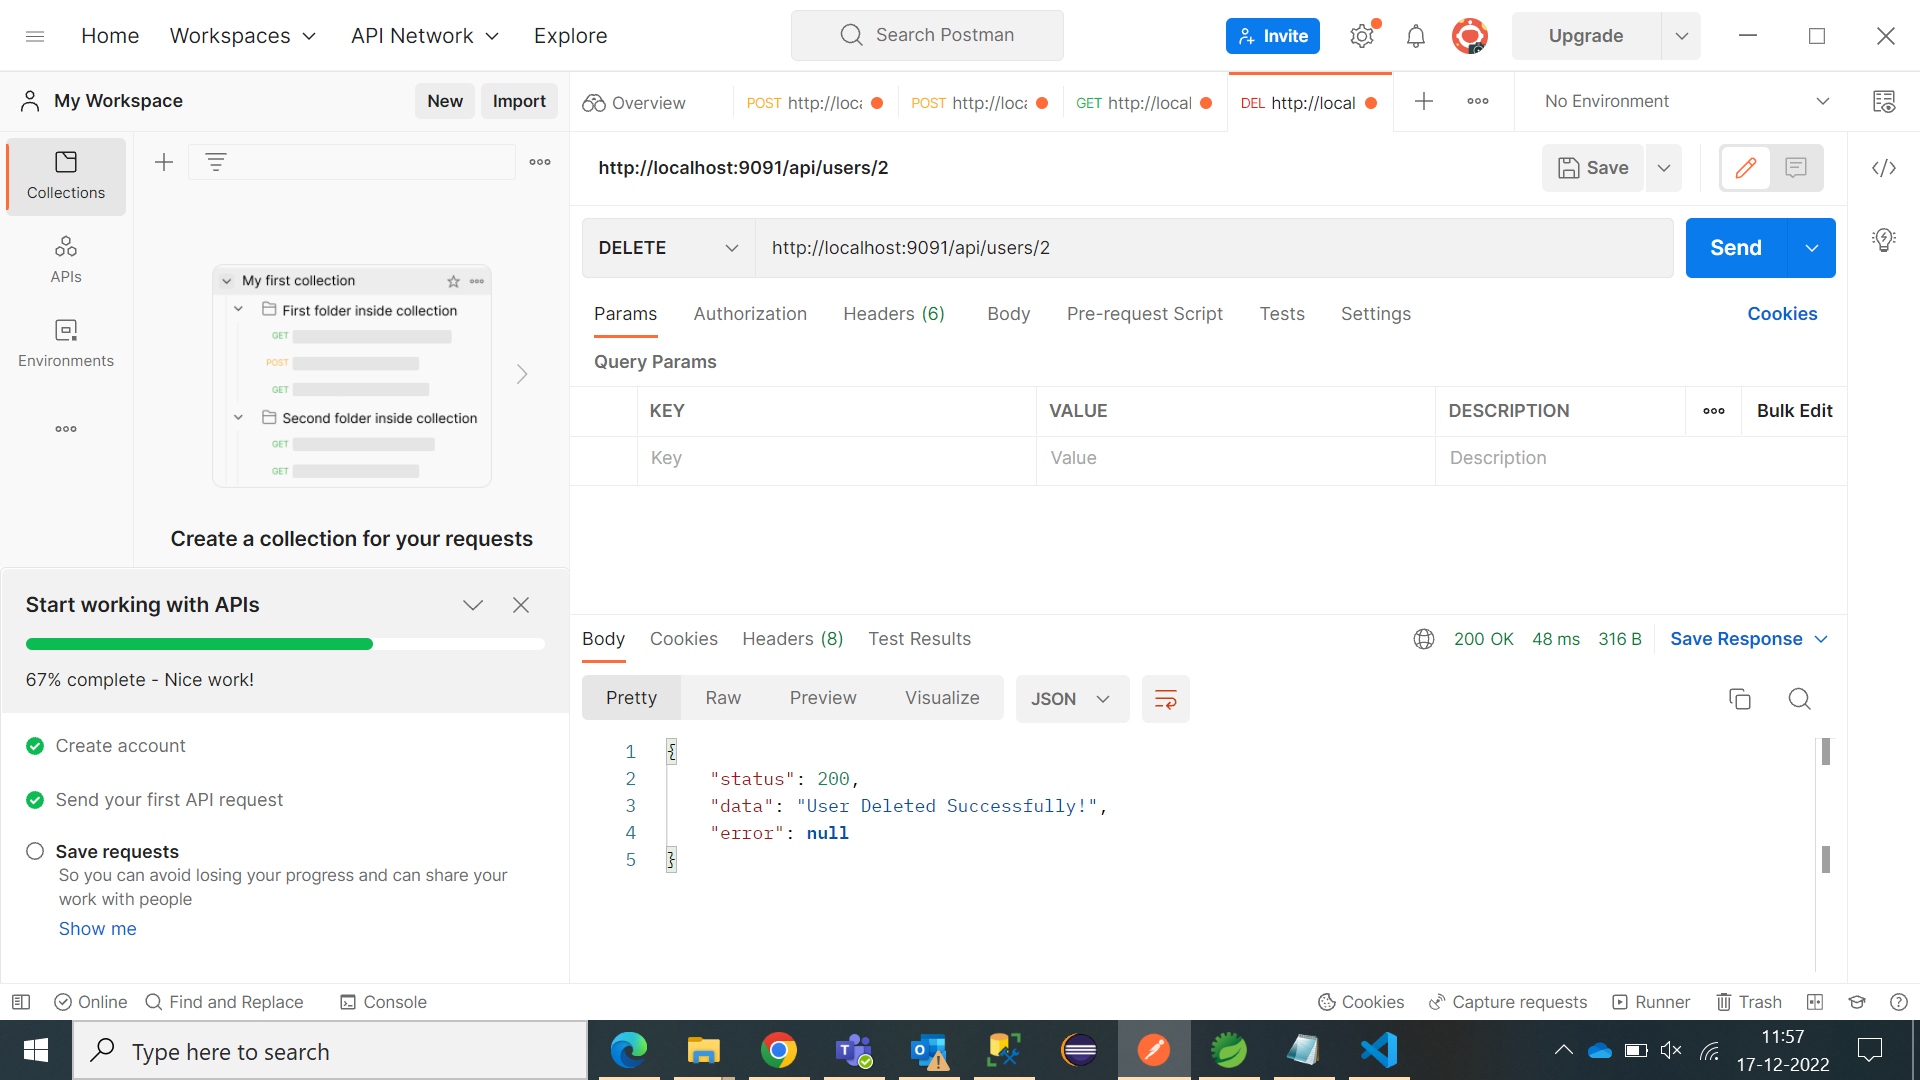 Home
Workspaces
API Network
Explore
Search Postman
Invite
Upgrade
My Workspace
New
Import
Overview
POST http://loca
POST http://loca
GET http://local
DEL http://local
No Environment
Collections
APIs
Environments
My first collection
First folder inside collection
GET
POST
GET
Second folder inside collection
GET
GET
Create a collection for your requests
http://localhost:9091/api/users/2
Save
DELETE
http://localhost:9091/api/users/2
Send
Params
Authorization
Headers (6)
Body
Pre-request Script
Tests
Settings
Cookies
Query Params
KEY
VALUE
DESCRIPTION
Bulk Edit
Key
Value
Description
Start working with APIs
67% complete - Nice work!
Create account
Send your first API request
Save requests
So you can avoid losing your progress and can share your
work with people
Show me
Body
Cookies
Headers (8)
Test Results
200 OK
48 ms
316 B
Save Response
Pretty
Raw
Preview
Visualize
JSON
1 {
2 "status": 200,
3 "data": "User Deleted Successfully!",
4 "error": null
5 }
Online
Find and Replace
Console
Cookies
Capture requests
Runner
Trash
Type here to search
11:57
17-12-2022